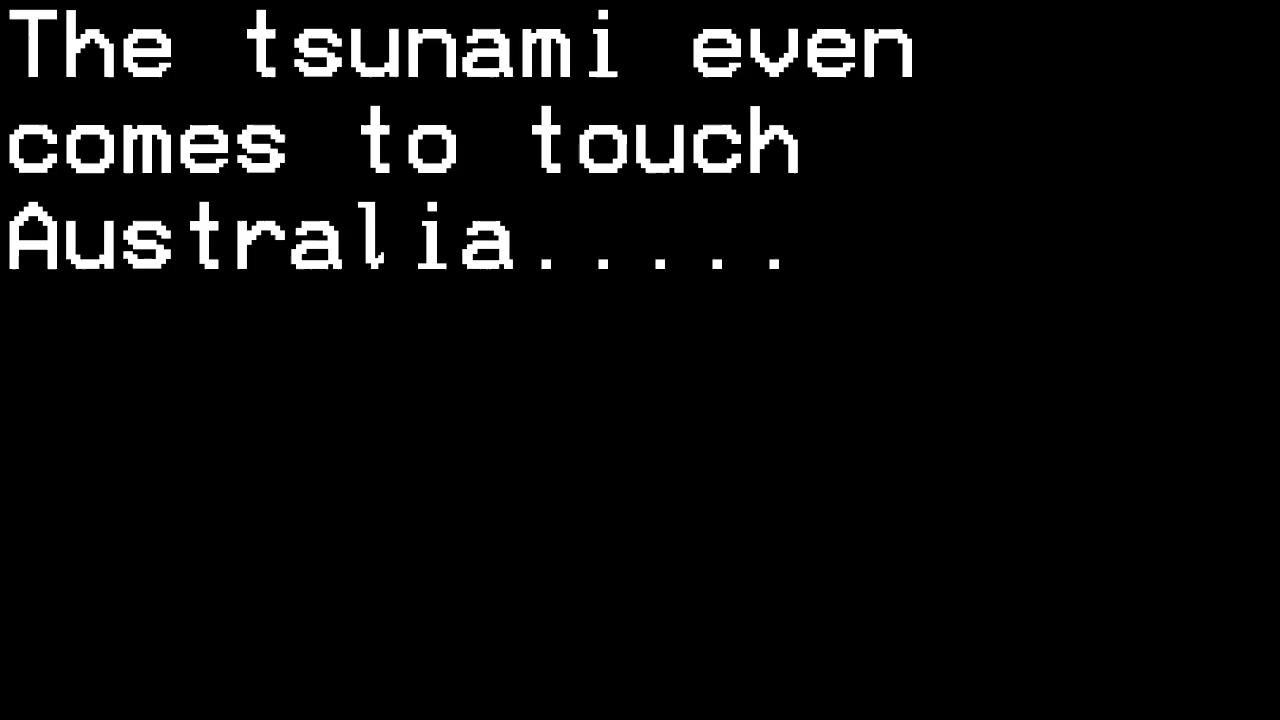 The tsunami even
comes to touch
Australia.....